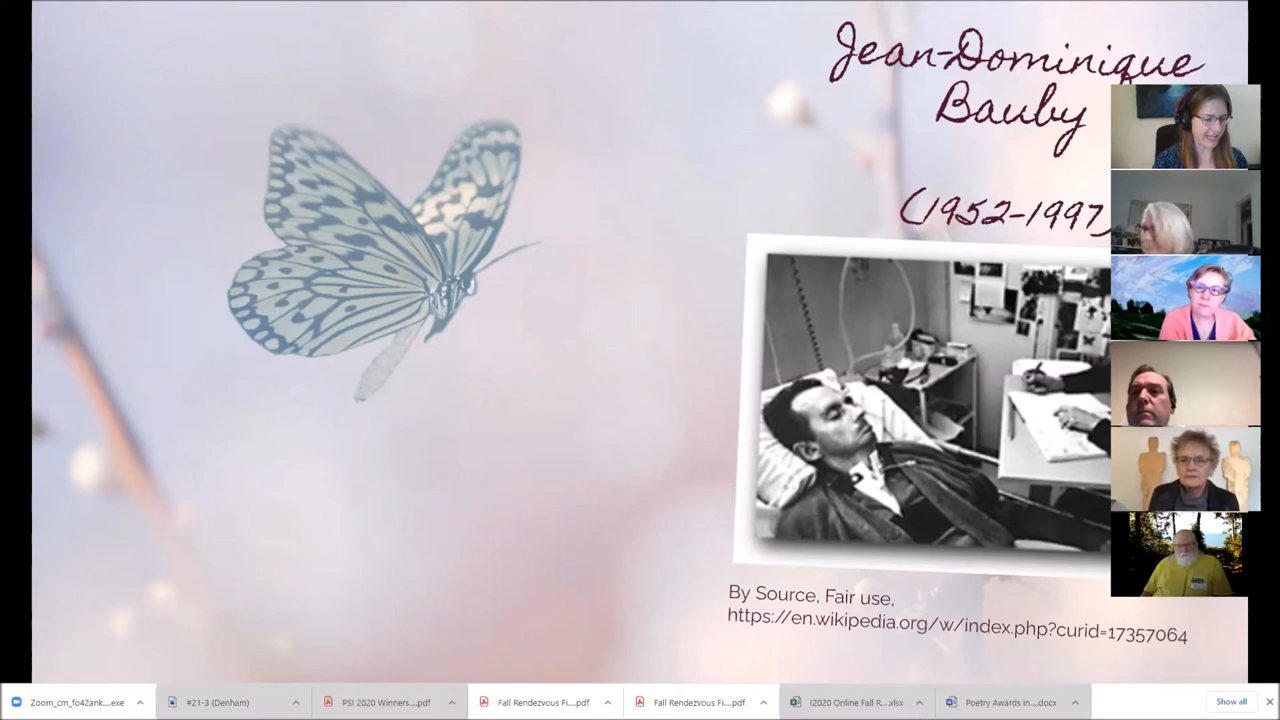 Jean-Dominique
Bauby
(1952-1997)
By Source, Fair use,
https://en.wikipedia.org/w/index.php?curid=17357064
Zoom_cm_fo42ank....exe
#21-3 (Denham)
PSI 2020 Winners....pdf
Fall Rendezvous Fi....pdf
Fall Rendezvous Fi....pdf
!2020 Online Fall R....xlsx
Poetry Awards in....docx
Show all